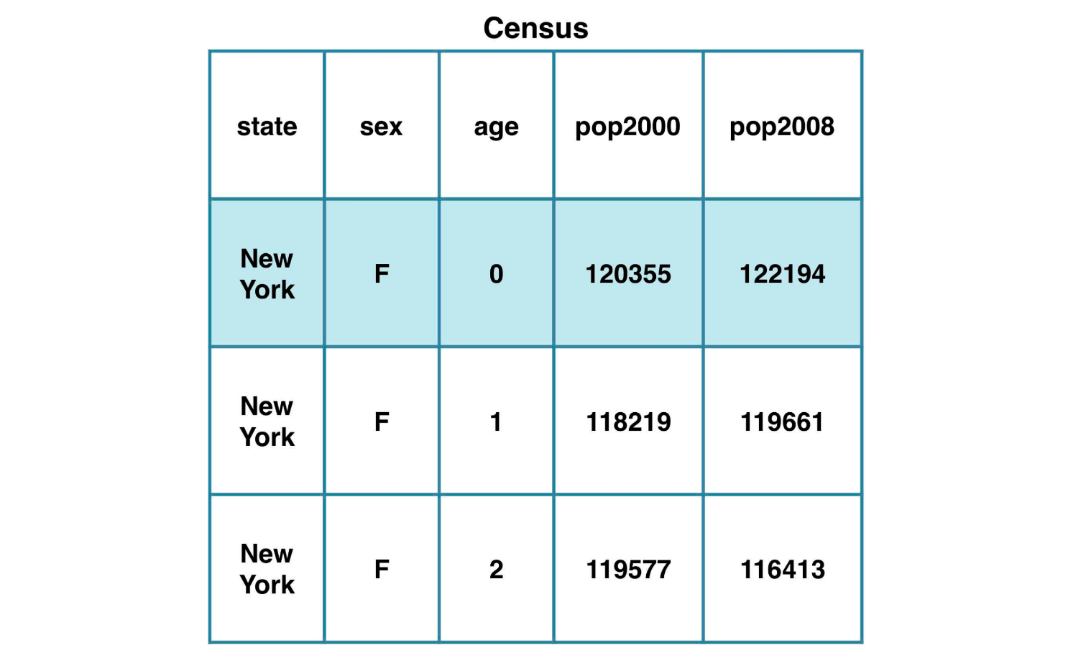 Census
state sex age pop2000 pop2008
New
York
F 0 120355 122194
New
York
F 1 118219 119661
New
York
F 2 119577 116413